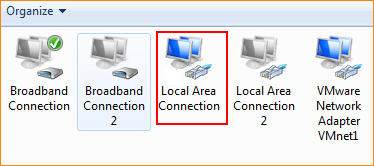 Organize
Broadband
Connection
Broadband
Connection
2
Local Area
Connection
Local Area
Connection
2
VMware
Network
Adapter
VMnet1